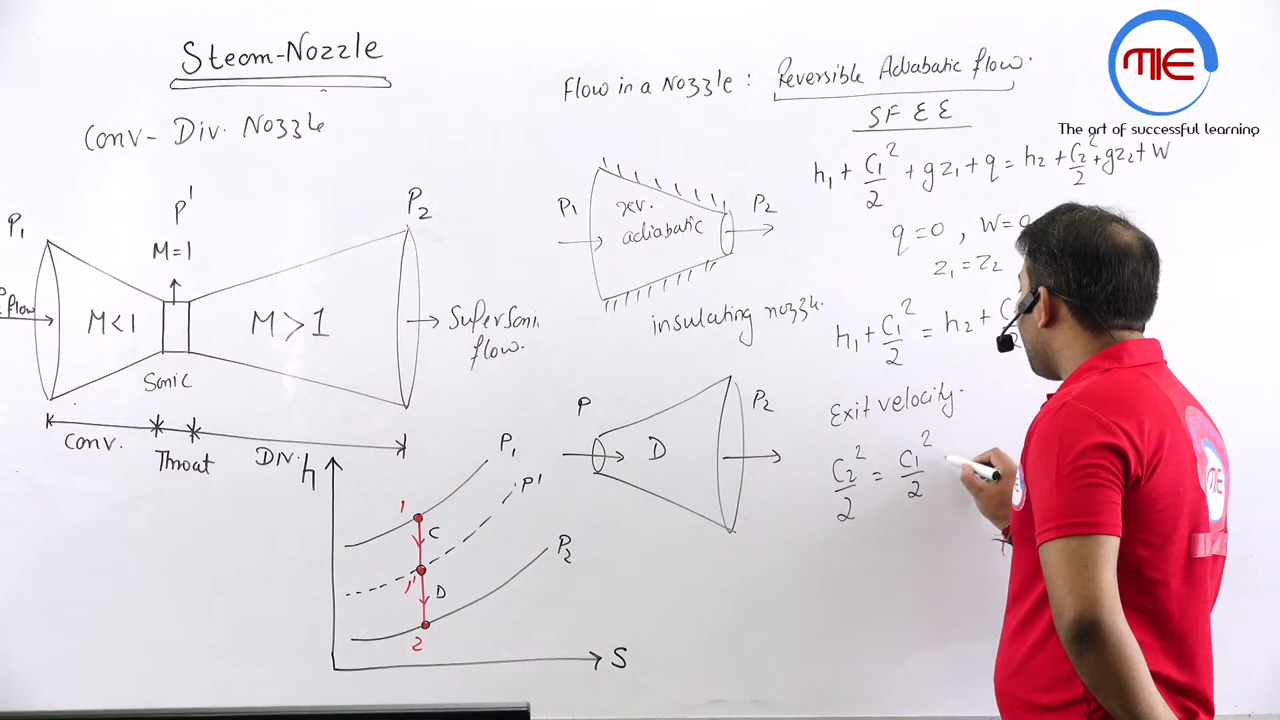 Steam-Nozzle
Conv- Div. Nozzle
P₁
P'
M=1
P₂
flow
M<1
M>1
Sonic
Supersoni
flow.
Conv.
Throat
Div.
h
P₁
P'
P₂
1
C
1'
D
2
S
Flow in a Nozzle : Reversible Adiabatic flow.
SFEE
h₁ + C₁²/2 + gz₁ + q = h₂ + C₂²/2 + gz₂ + W
q=0 , W=0
z₁ = z₂
P₁
rev.
adiabatic
P₂
insulating nozzle.
h₁ + C₁²/2 = h₂ +
P
D
P₂
Exit velocity.
C₂²/2 = C₁²/2
MIE
The art of successful learning